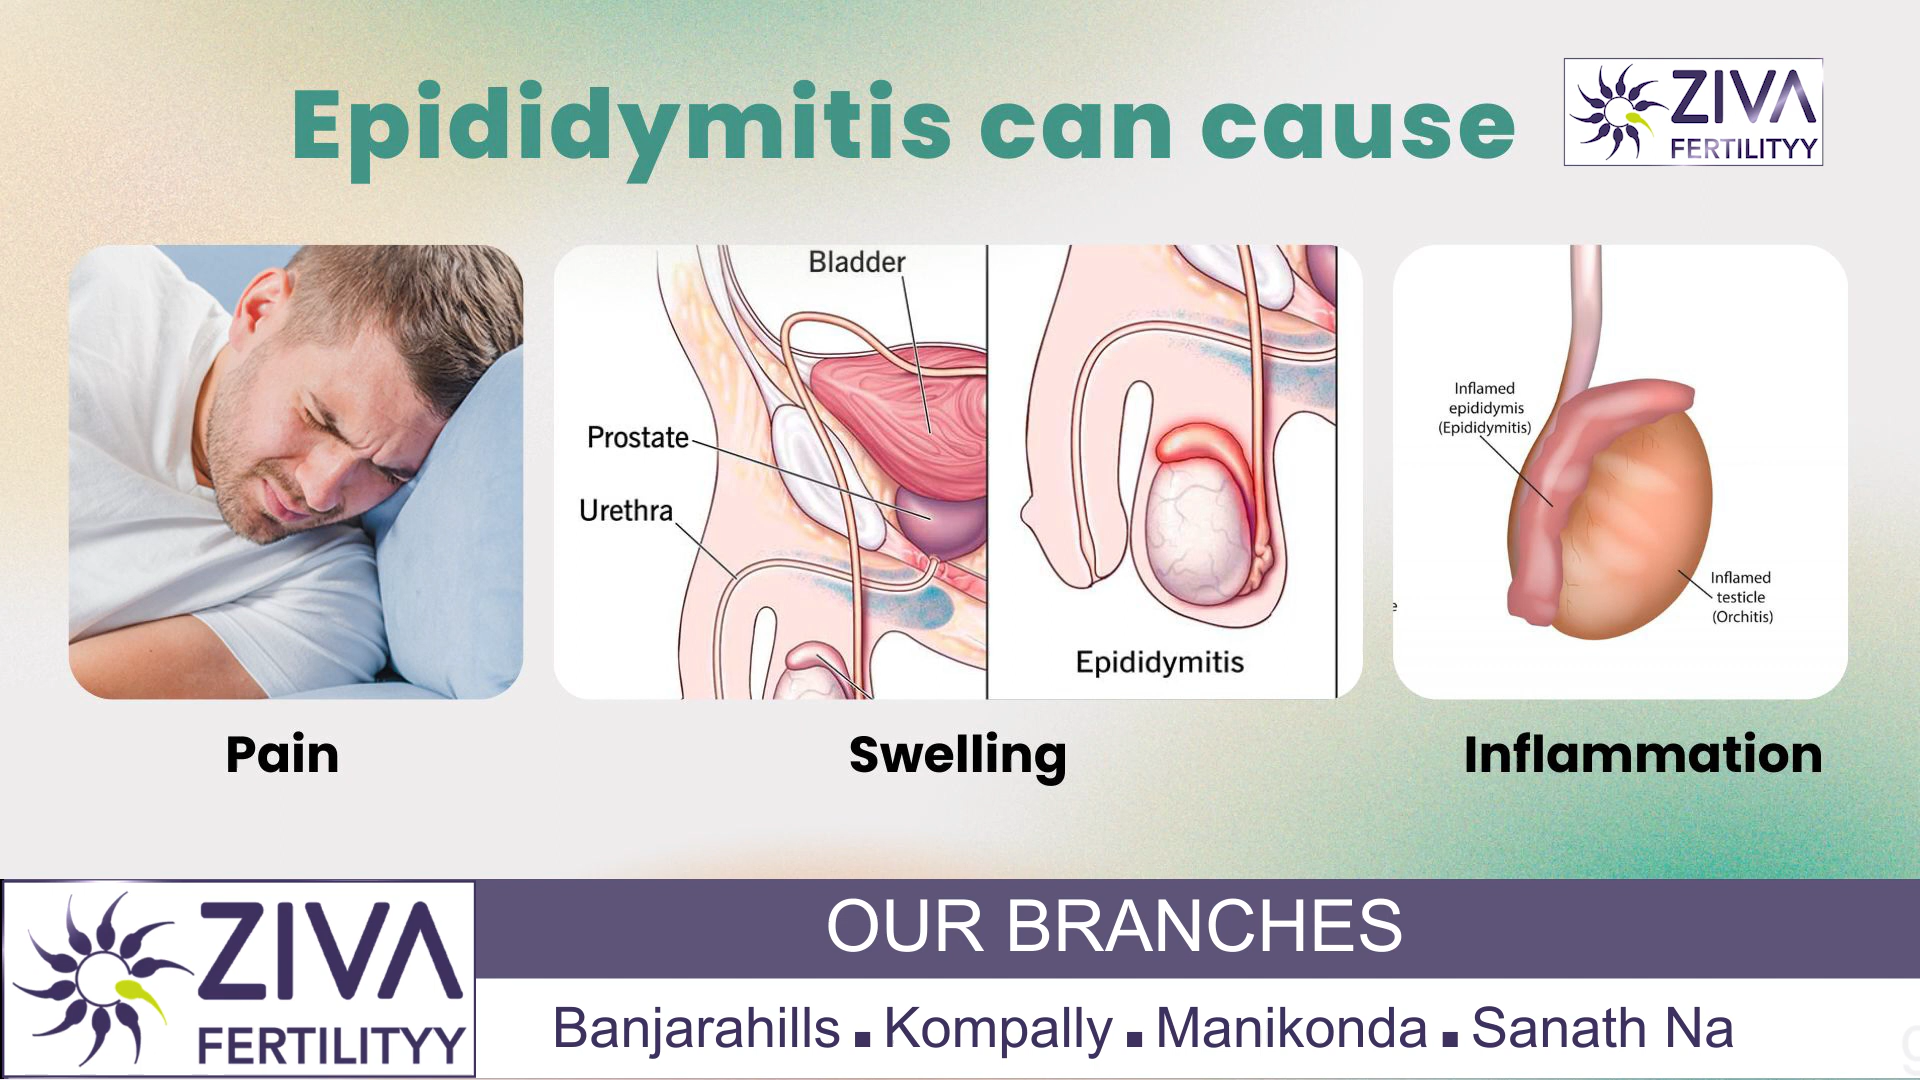 Epididymitis can cause
ZIVA
FERTILITYY
Bladder
Prostate
Urethra
Epididymitis
Inflamed
epididymis
(Epididymitis)
Inflamed
testicle
(Orchitis)
Pain
Swelling
Inflammation
ZIVA
FERTILITYY
OUR BRANCHES
Banjarahills ▪ Kompally ▪ Manikonda ▪ Sanath Na